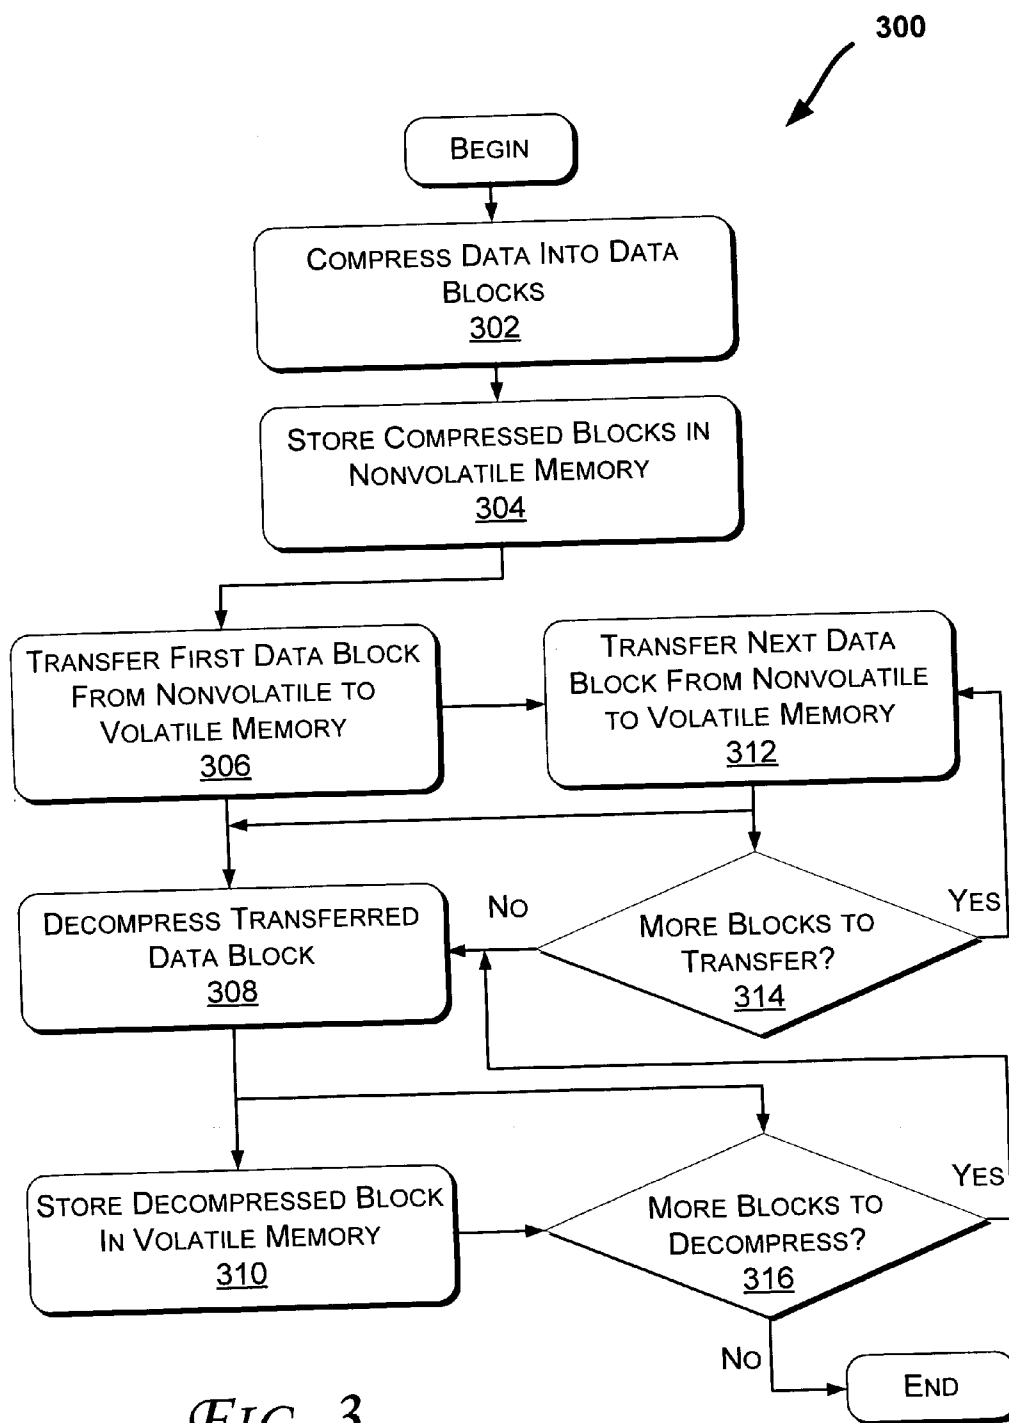 300
BEGIN
COMPRESS DATA INTO DATA
BLOCKS
302
STORE COMPRESSED BLOCKS IN
NONVOLATILE MEMORY
304
TRANSFER FIRST DATA BLOCK
FROM NONVOLATILE TO
VOLATILE MEMORY
306
TRANSFER NEXT DATA
BLOCK FROM NONVOLATILE
TO VOLATILE MEMORY
312
DECOMPRESS TRANSFERRED
DATA BLOCK
308
NO
MORE BLOCKS TO
TRANSFER?
314
YES
STORE DECOMPRESSED BLOCK
IN VOLATILE MEMORY
310
MORE BLOCKS TO
DECOMPRESS?
316
YES
NO
END
FIG. 3